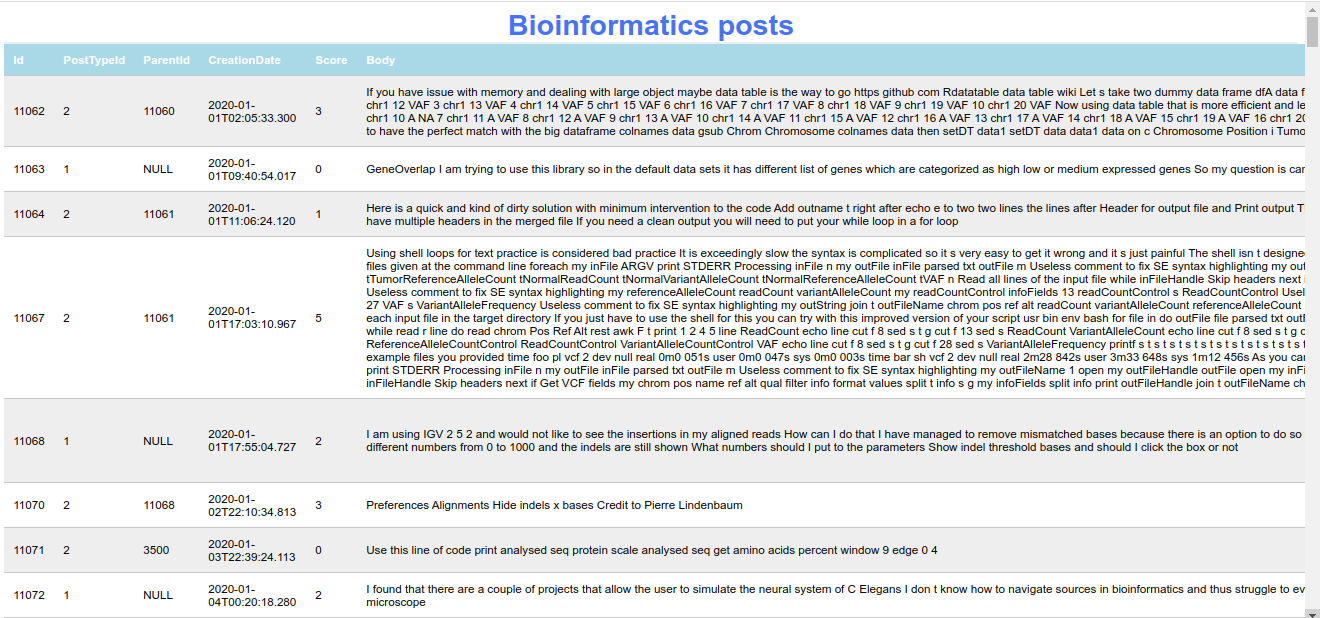 Bioinformatics posts
Id PostTypeId ParentId CreationDate Score Body
11062 2 11060 2020-01-01T02:05:33.300 3
If you have issue with memory and dealing with large object maybe data table is the way to go https github com Rdatatable data table wiki Let s take two dummy data frame dfA data f
chr1 12 VAF 3 chr1 13 VAF 4 chr1 14 VAF 5 chr1 15 VAF 6 chr1 16 VAF 7 chr1 17 VAF 8 chr1 18 VAF 9 chr1 19 VAF 10 chr1 20 VAF Now using data table that is more efficient and le
chr1 10 A NA 7 chr1 11 A VAF 8 chr1 12 A VAF 9 chr1 13 A VAF 10 chr1 14 A VAF 11 chr1 15 A VAF 12 chr1 16 A VAF 13 chr1 17 A VAF 14 chr1 18 A VAF 15 chr1 19 A VAF 16 chr1 20
to have the perfect match with the big dataframe colnames data gsub Chrom Chromosome colnames data then setDT data1 setDT data data1 data on c Chromosome Position i Tumo
11063 1 NULL 2020-01-01T09:40:54.017 0
GeneOverlap I am trying to use this library so in the default data sets it has different list of genes which are categorized as high low or medium expressed genes So my question is can
11064 2 11061 2020-01-01T11:06:24.120 1
Here is a quick and kind of dirty solution with minimum intervention to the code Add outname t right after echo e to two two lines the lines after Header for output file and Print output T
have multiple headers in the merged file If you need a clean output you will need to put your while loop in a for loop
11067 2 11061 2020-01-01T17:03:10.967 5
Using shell loops for text practice is considered bad practice It is exceedingly slow the syntax is complicated so it s very easy to get it wrong and it s just painful The shell isn t designe
files given at the command line foreach my inFile ARGV print STDERR Processing inFile n my outFile inFile parsed txt outFile m Useless comment to fix SE syntax highlighting my out
tTumorReferenceAlleleCount tNormalReadCount tNormalVariantAlleleCount tNormalReferenceAlleleCount tVAF n Read all lines of the input file while inFileHandle Skip headers next i
Useless comment to fix SE syntax highlighting my referenceAlleleCount readCount variantAlleleCount my readCountControl infoFields 13 readCountControl s ReadCountControl Usel
27 VAF s VariantAlleleFrequency Useless comment to fix SE syntax highlighting my outString join t outFileName chrom pos ref alt readCount variantAlleleCount referenceAlleleCount
each input file in the target directory If you just have to use the shell for this you can try with this improved version of your script usr bin env bash for file in do outFile file parsed txt
while read r line do read chrom Pos Ref Alt rest awk F t print 1 2 4 5 line ReadCount echo line cut f 8 sed s t g cut f 13 sed s ReadCount VariantAlleleCount echo line cut f 8 sed s t g c
ReferenceAlleleCountControl ReadCountControl VariantAlleleCountControl VAF echo line cut f 8 sed s t g cut f 28 sed s VariantAlleleFrequency printf s t s t s t s t s t s t s t s t s t s
example files you provided time foo pl vcf 2 dev null real 0m0 051s user 0m0 047s sys 0m0 003s time bar sh vcf 2 dev null real 2m28 842s user 3m33 648s sys 1m12 456s As you can
print STDERR Processing inFile n my outFile inFile parsed txt outFile m Useless comment to fix SE syntax highlighting my outFileName 1 open my outFileHandle outFile open my inFi
inFileHandle Skip headers next if Get VCF fields my chrom pos name ref alt qual filter info format values split t info s g my infoFields split info print outFileHandle join t outFileName ch
11068 1 NULL 2020-01-01T17:55:04.727 2
I am using IGV 2 5 2 and would not like to see the insertions in my aligned reads How can I do that I have managed to remove mismatched bases because there is an option to do so
different numbers from 0 to 1000 and the indels are still shown What numbers should I put to the parameters Show indel threshold bases and should I click the box or not
11070 2 11068 2020-01-02T22:10:34.813 3
Preferences Alignments Hide indels x bases Credit to Pierre Lindenbaum
11071 2 3500 2020-01-03T22:39:24.113 0
Use this line of code print analysed seq protein scale analysed seq get amino acids percent window 9 edge 0 4
11072 1 NULL 2020-01-04T00:20:18.280 2
I found that there are a couple of projects that allow the user to simulate the neural system of C Elegans I don t know how to navigate sources in bioinformatics and thus struggle to ev
microscope